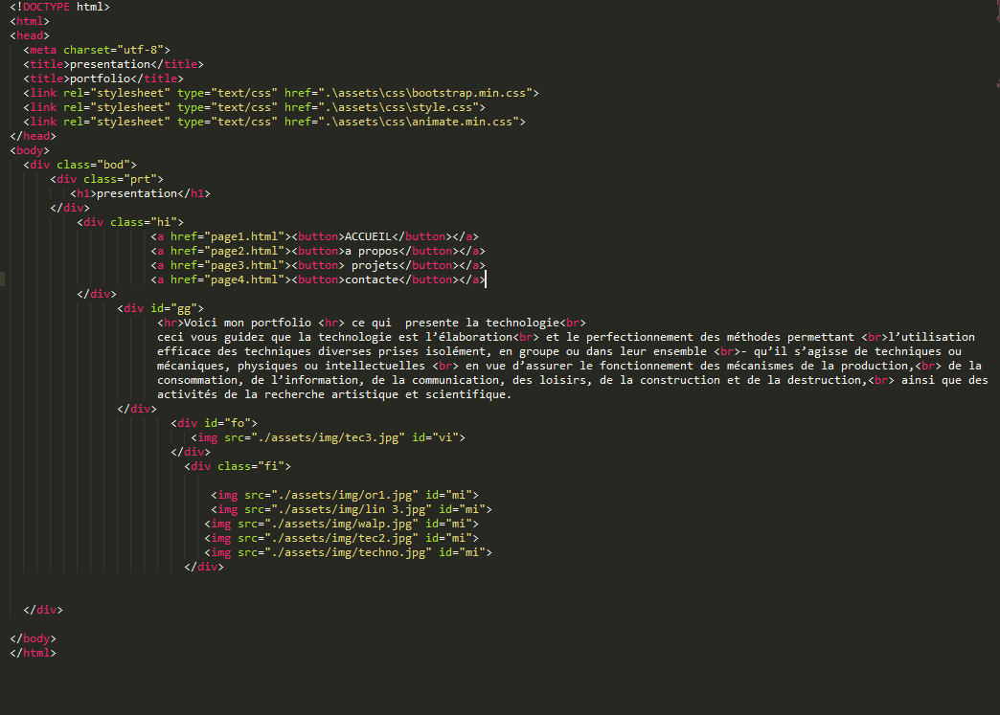 <!DOCTYPE html>
<html>
<head>
<meta charset="utf-8">
<title>presentation</title>
<title>portfolio</title>
<link rel="stylesheet" type="text/css" href=".\assets\css\bootstrap.min.css">
<link rel="stylesheet" type="text/css" href=".\assets\css\style.css">
<link rel="stylesheet" type="text/css" href=".\assets\css\animate.min.css">
</head>
<body>
<div class="bod">
<div class="prt">
<h1>presentation</h1>
</div>
<div class="hi">
<a href="page1.html"><button>ACCUEIL</button></a>
<a href="page2.html"><button>a propos</button></a>
<a href="page3.html"><button> projets</button></a>
<a href="page4.html"><button>contacte</button></a>
</div>
<div id="gg">
<hr>Voici mon portfolio <hr> ce qui  presente la technologie<br>
ceci vous guidez que la technologie est l’élaboration<br> et le perfectionnement des méthodes permettant <br>l’utilisation
efficace des techniques diverses prises isolément, en groupe ou dans leur ensemble <br>- qu’il s’agisse de techniques ou
mécaniques, physiques ou intellectuelles <br> en vue d’assurer le fonctionnement des mécanismes de la production,<br> de la
consommation, de l’information, de la communication, des loisirs, de la construction et de la destruction,<br> ainsi que des
activités de la recherche artistique et scientifique.
</div>
<div id="fo">
<img src="./assets/img/tec3.jpg" id="vi">
</div>
<div class="fi">
<img src="./assets/img/or1.jpg" id="mi">
<img src="./assets/img/lin 3.jpg" id="mi">
<img src="./assets/img/walp.jpg" id="mi">
<img src="./assets/img/tec2.jpg" id="mi">
<img src="./assets/img/techno.jpg" id="mi">
</div>
</div>
</body>
</html>